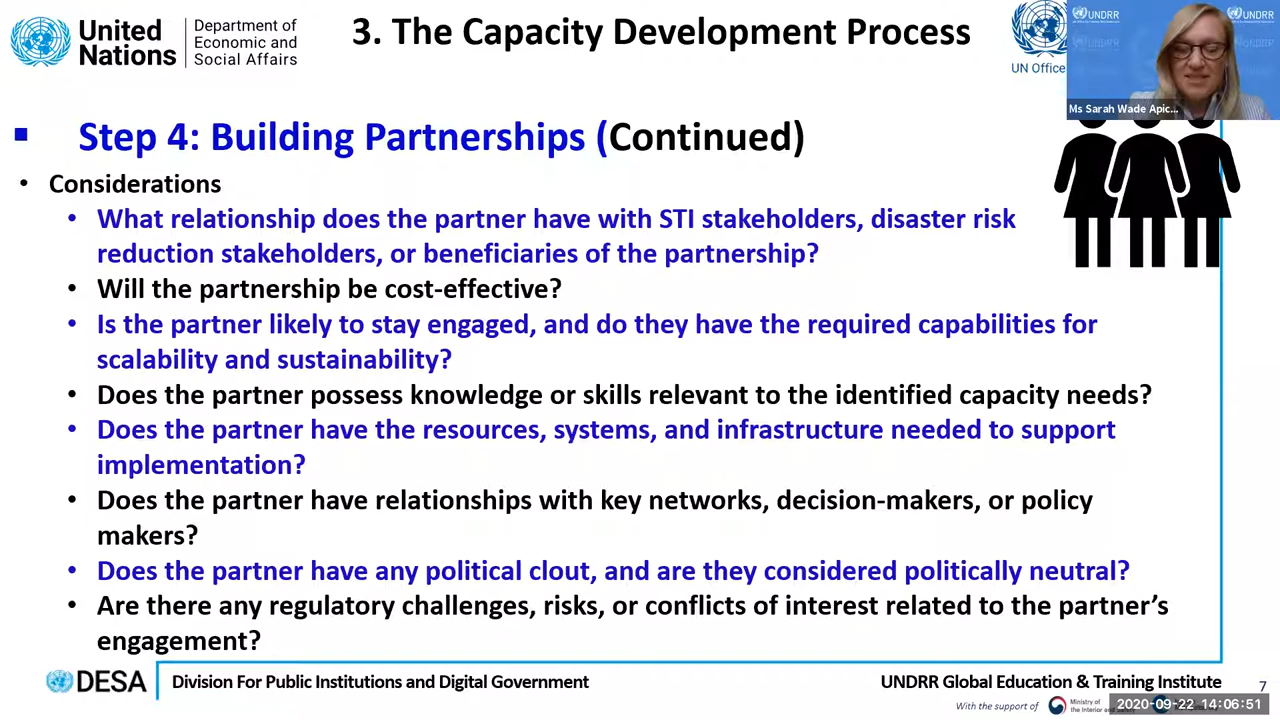 United
Nations
Department of
Economic and
Social Affairs
3. The Capacity Development Process
UN Office
UNDRR
UNDRR
Ms Sarah Wade Apic...
▪ Step 4: Building Partnerships (Continued)
• Considerations
• What relationship does the partner have with STI stakeholders, disaster risk
reduction stakeholders, or beneficiaries of the partnership?
• Will the partnership be cost-effective?
• Is the partner likely to stay engaged, and do they have the required capabilities for
scalability and sustainability?
• Does the partner possess knowledge or skills relevant to the identified capacity needs?
• Does the partner have the resources, systems, and infrastructure needed to support
implementation?
• Does the partner have relationships with key networks, decision-makers, or policy
makers?
• Does the partner have any political clout, and are they considered politically neutral?
• Are there any regulatory challenges, risks, or conflicts of interest related to the partner’s
engagement?
DESA
Division For Public Institutions and Digital Government
UNDRR Global Education & Training Institute
7
With the support of
Ministry of
the Interior and Safety
2020-09-22 14:06:51